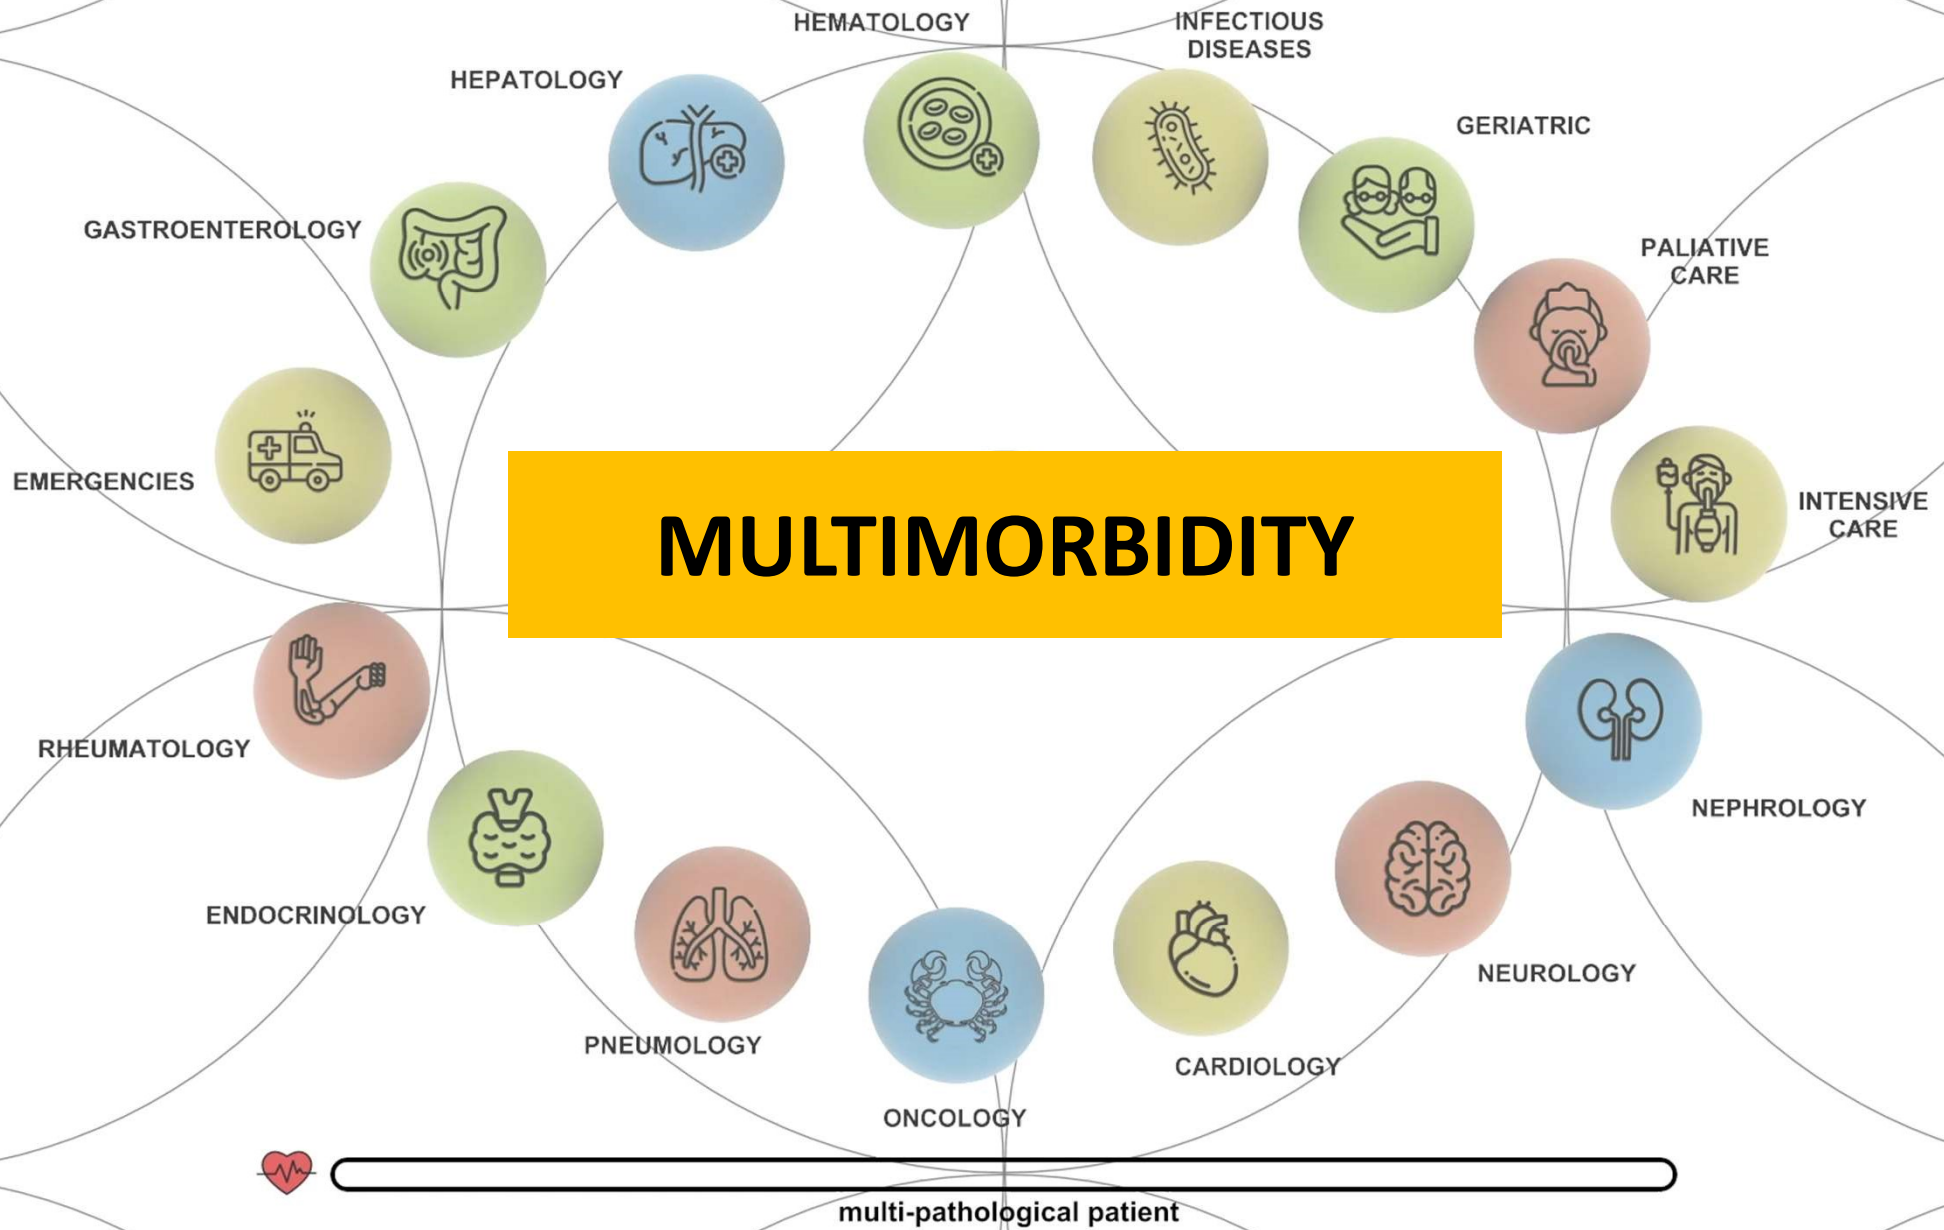 HEMATOLOGY
INFECTIOUS
DISEASES
HEPATOLOGY
GERIATRIC
GASTROENTEROLOGY
PALIATIVE
CARE
EMERGENCIES
INTENSIVE
CARE
MULTIMORBIDITY
RHEUMATOLOGY
NEPHROLOGY
ENDOCRINOLOGY
NEUROLOGY
PNEUMOLOGY
CARDIOLOGY
ONCOLOGY
multi-pathological patient